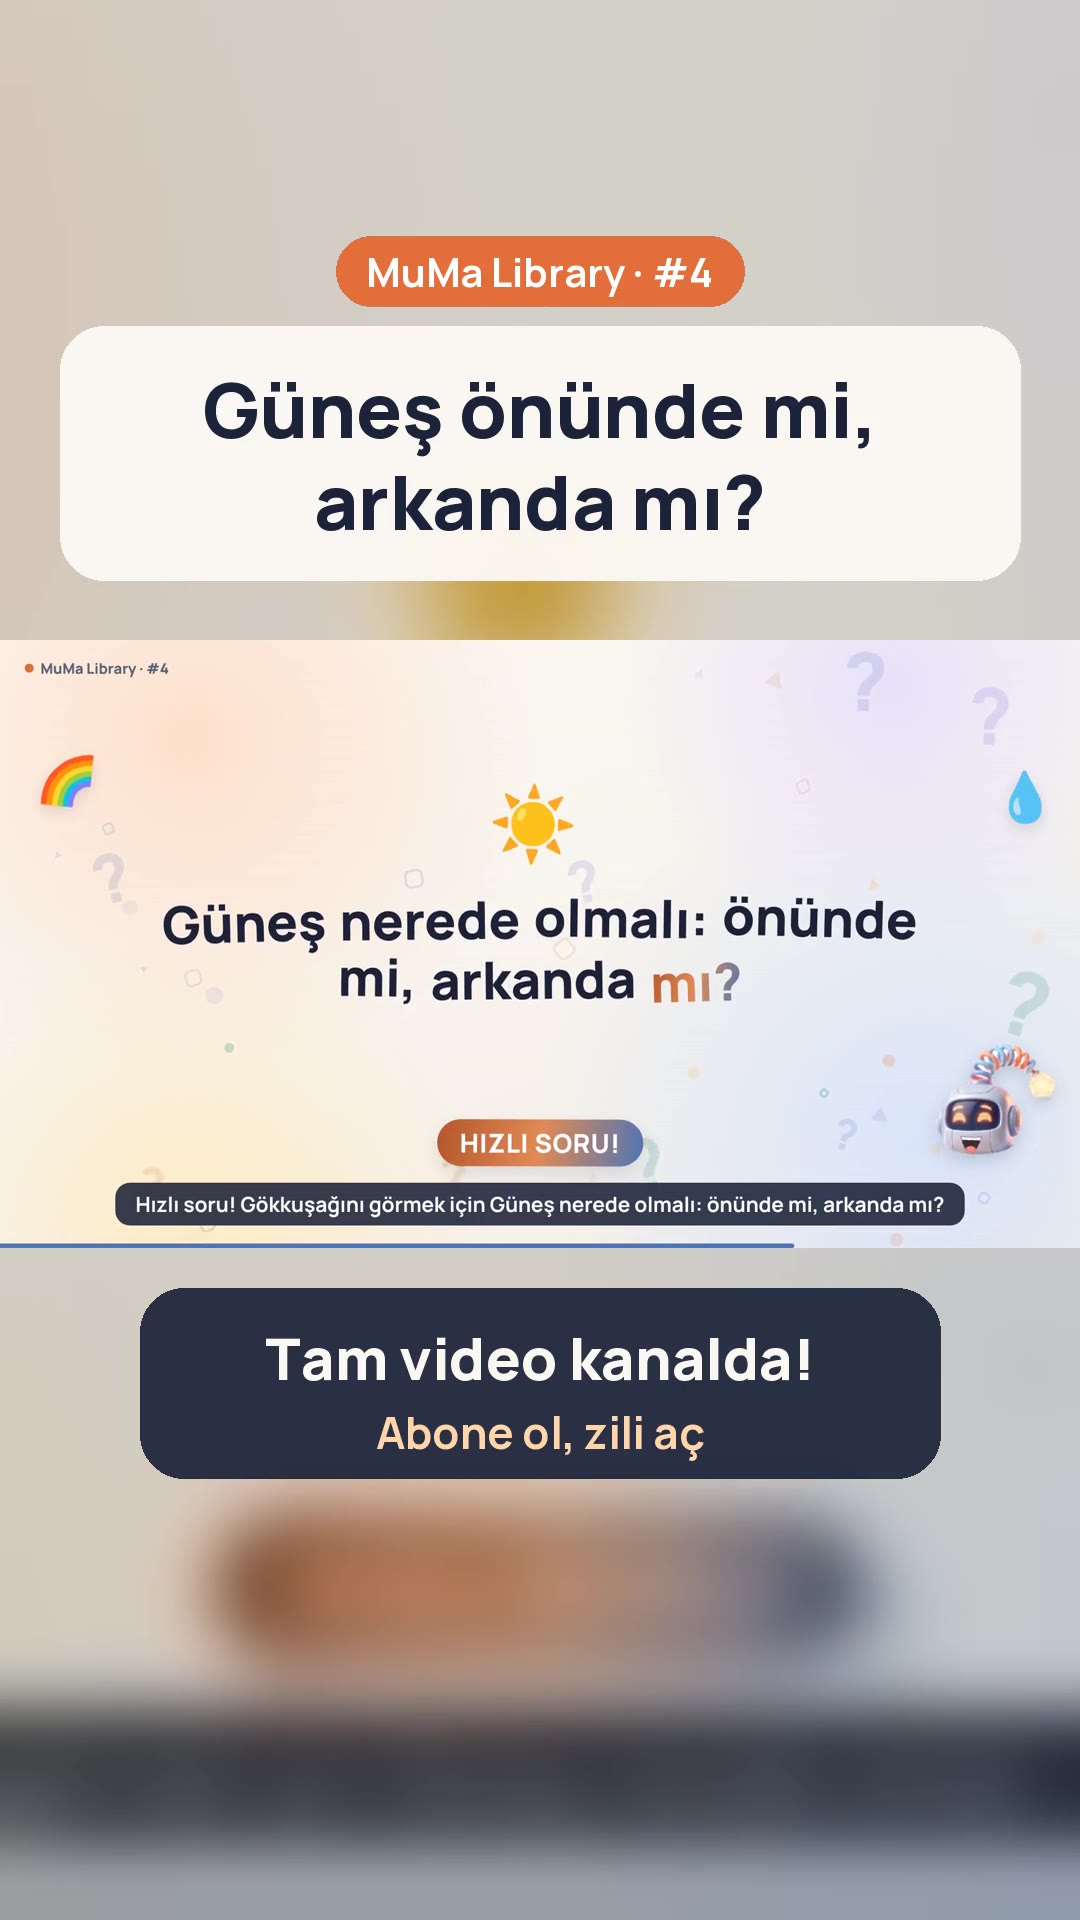 MuMa Library · #4
Güneş önünde mi,
arkanda mı?
MuMa Library · #4
Güneş nerede olmalı: önünde
mi, arkanda mı?
HIZLI SORU!
Hızlı soru! Gökkuşağını görmek için Güneş nerede olmalı: önünde mi, arkanda mı?
Tam video kanalda!
Abone ol, zili aç